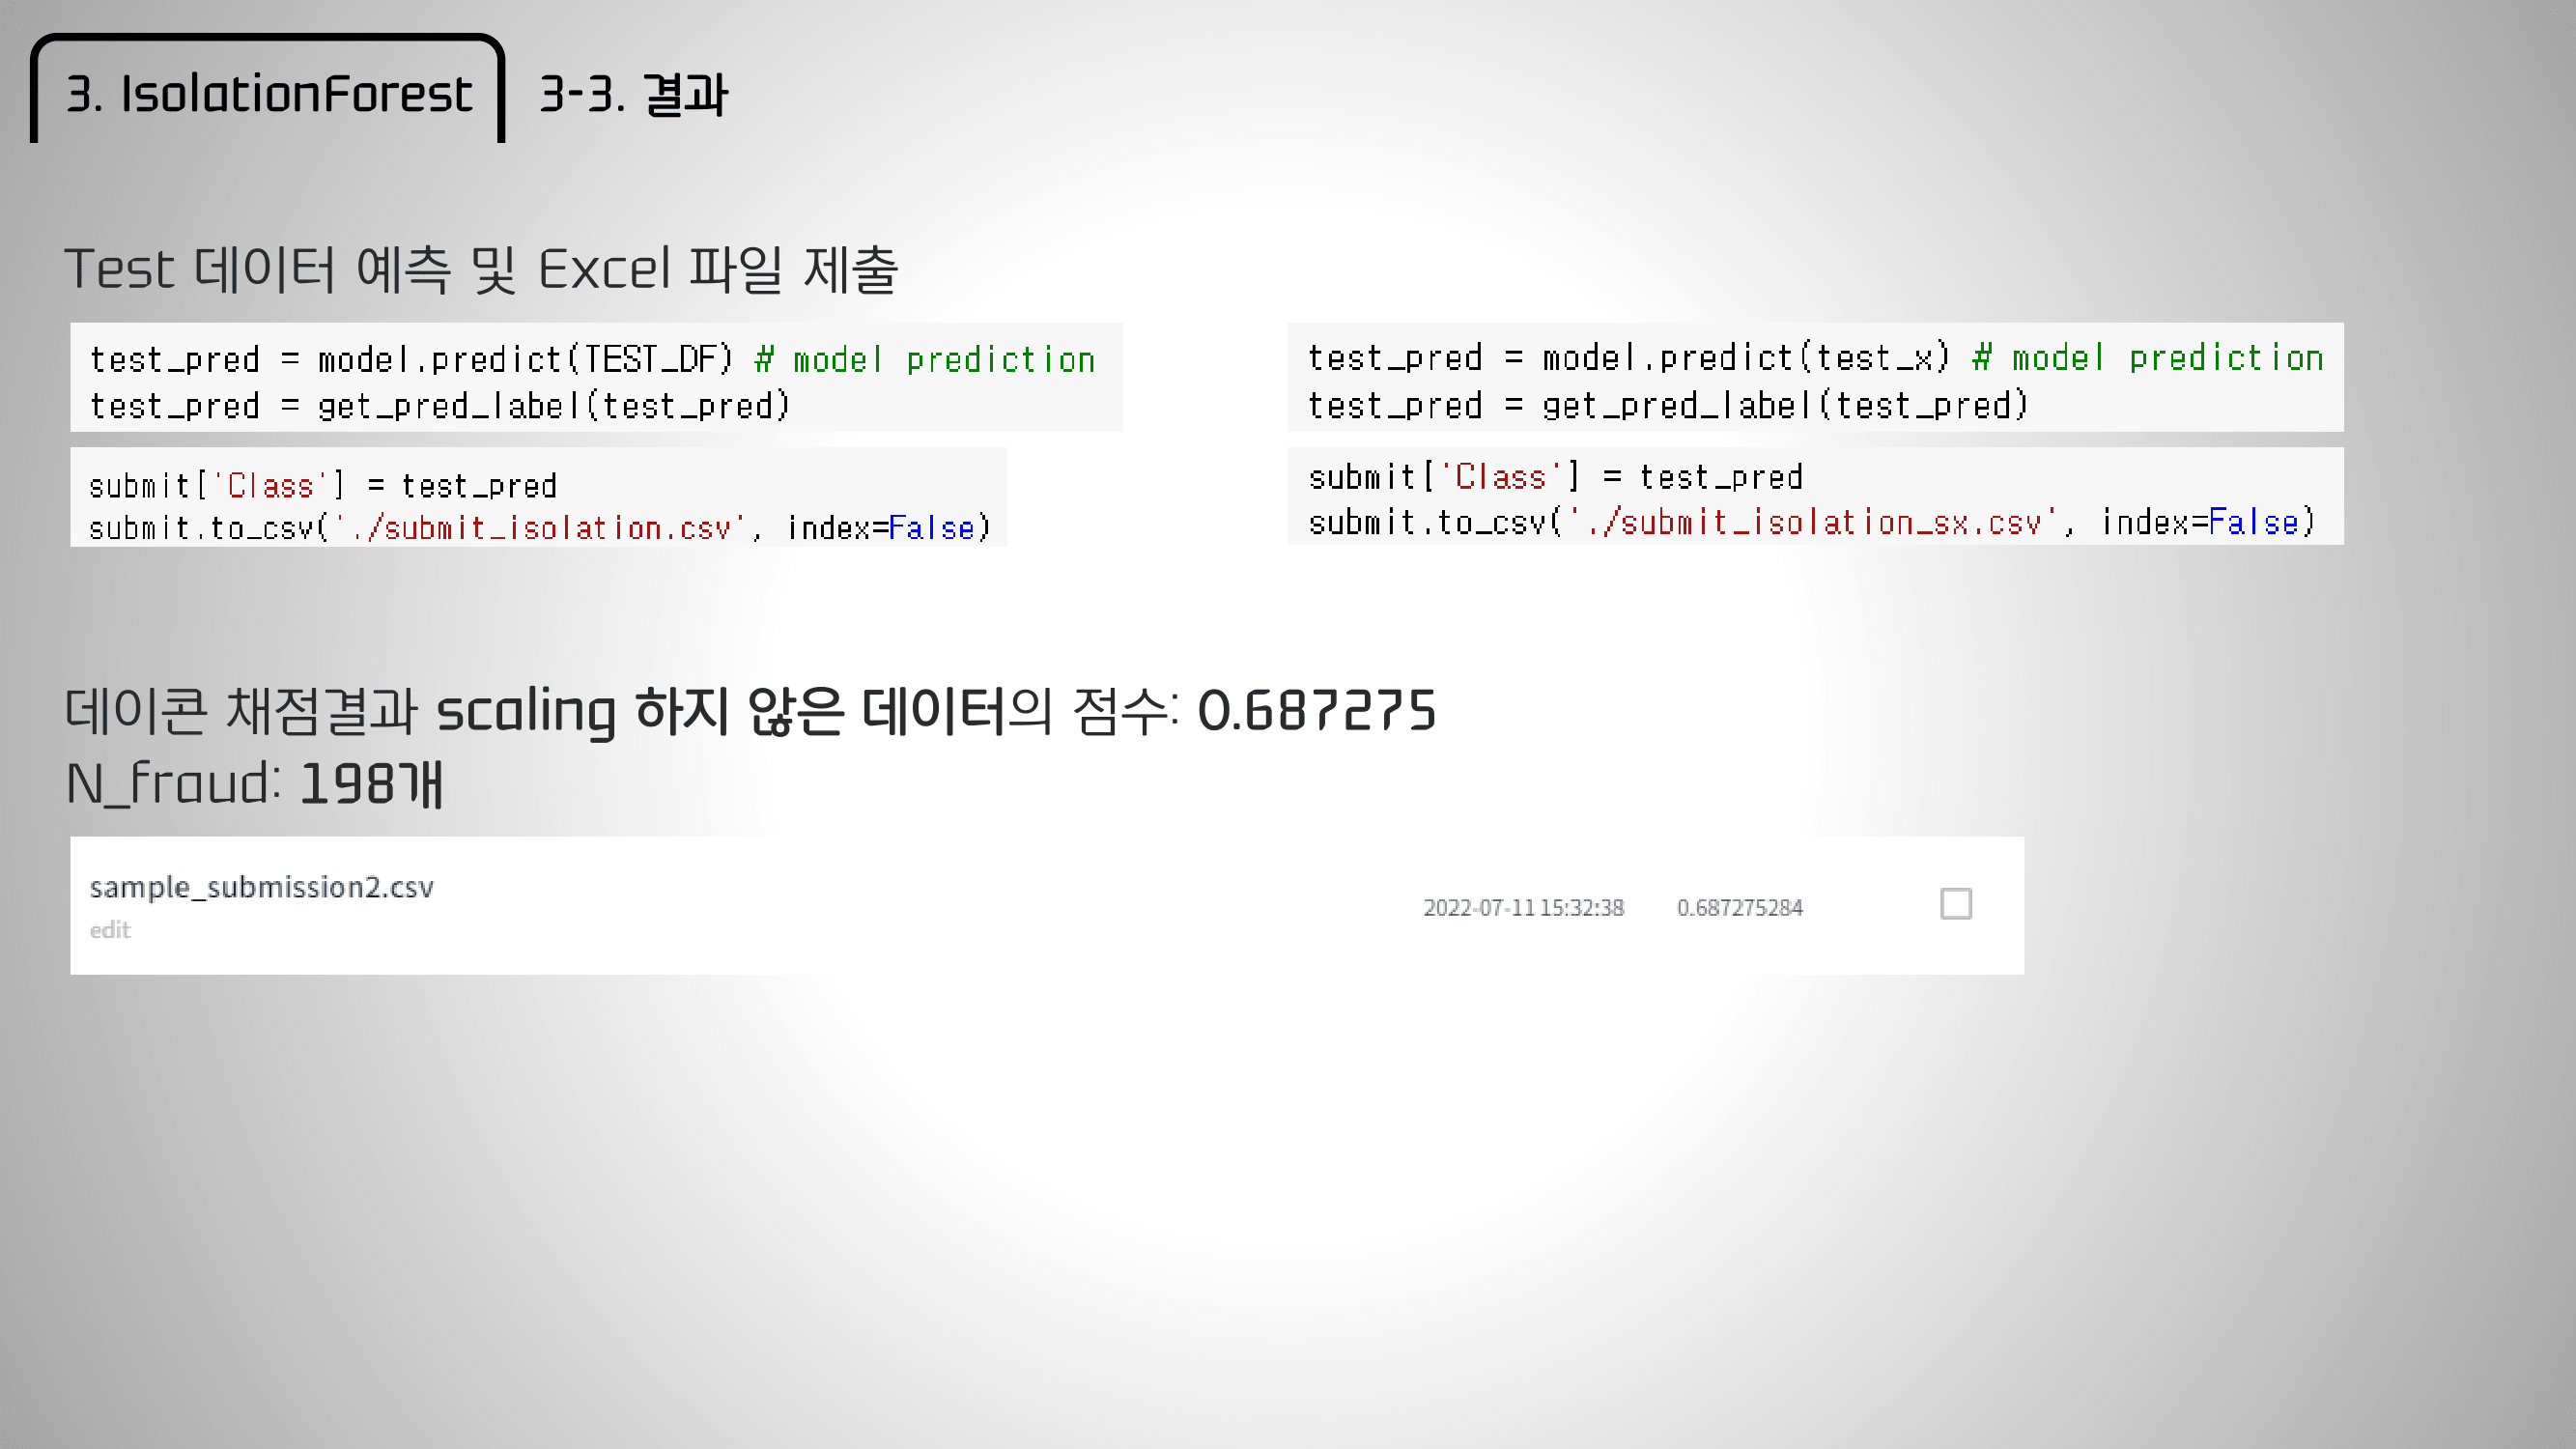 3. IsolationForest
3-3. 결과
Test 데이터 예측 및 Excel 파일 제출
test_pred = model.predict(TEST_DF) # model prediction
test_pred = get_pred_label(test_pred)
submit['Class'] = test_pred
submit.to_csv('./submit_isolation.csv', index=False)
test_pred = model.predict(test_x) # model prediction
test_pred = get_pred_label(test_pred)
submit['Class'] = test_pred
submit.to_csv('./submit_isolation_sx.csv', index=False)
데이콘 채점결과 scaling 하지 않은 데이터의 점수: 0.687275
N_fraud: 198개
sample_submission2.csv
edit
2022-07-11 15:32:38
0.687275284